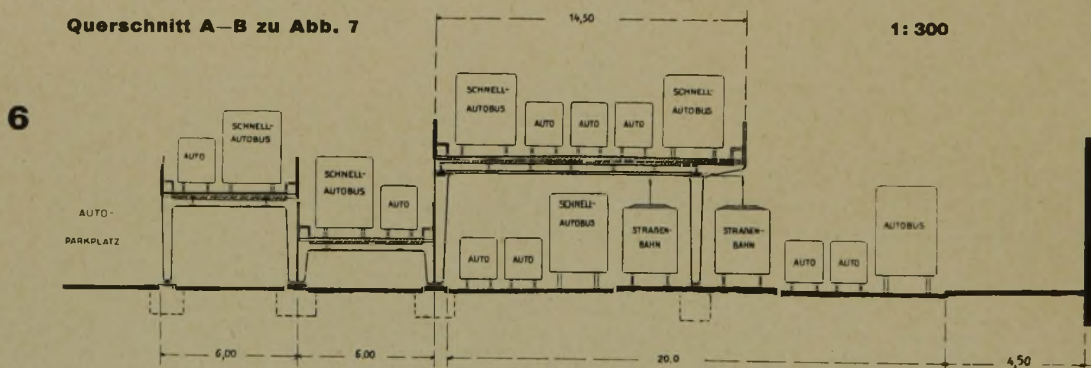 Querschnitt A—B zu Abb. 7
14,50
1: 300
6
SCHNELL-
AUTOBUS
AUTO
AUTO
AUTO
SCHNELL-
AUTOBUS
AUTO
SCHNELL-
AUTOBUS
SCHNELL-
AUTOBUS
AUTO
AUTO-
PARKPLATZ
AUTO
AUTO
SCHNELL-
AUTOBUS
STRAßEN-
BAHN
STRAßEN-
BAHN
AUTO
AUTO
AUTOBUS
6,00
6,00
20,0
4,50